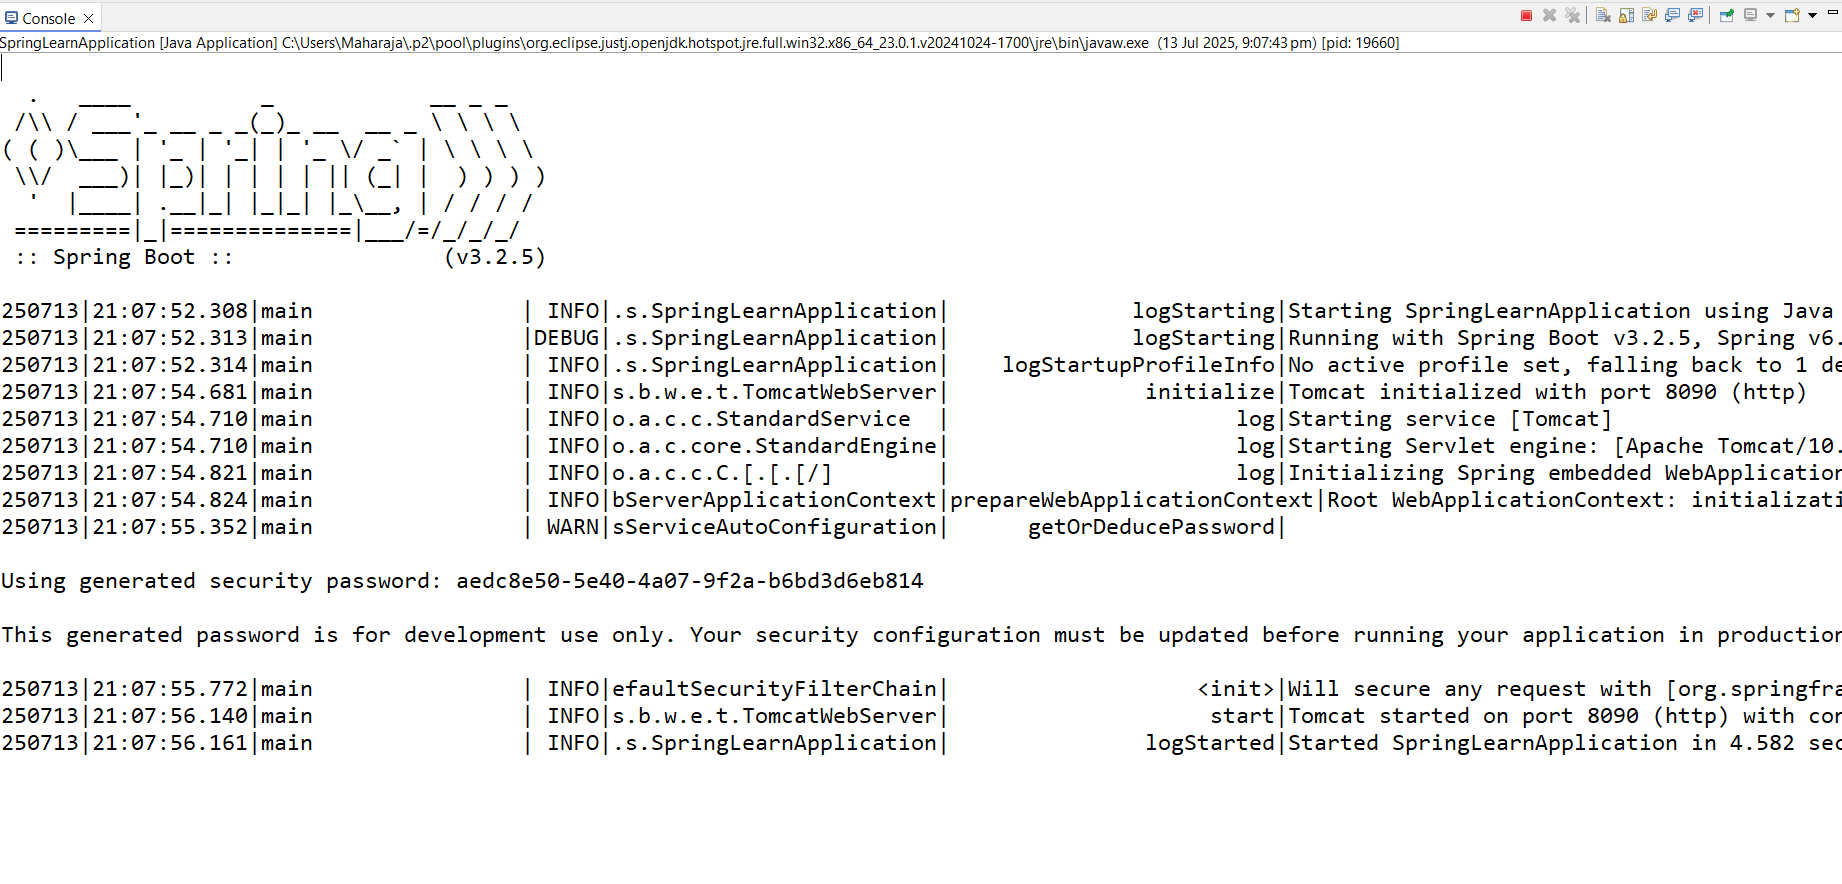 Console
SpringLearnApplication [Java Application] C:\Users\Maharaja\.p2\pool\plugins\org.eclipse.justj.openjdk.hotspot.jre.full.win32.x86_64_23.0.1.v20241024-1700\jre\bin\javaw.exe (13 Jul 2025, 9:07:43 pm) [pid: 19660]
  .   ____          _            __ _ _
 /\\ / ___'_ __ _ _(_)_ __  __ _ \ \ \ \
( ( )\___ | '_ | '_| | '_ \/ _` | \ \ \ \
 \\/  ___)| |_)| | | | | || (_| |  ) ) ) )
  '  |____| .__|_| |_|_| |_\__, | / / / /
 =========|_|==============|___/=/_/_/_/
 :: Spring Boot ::                (v3.2.5)
250713|21:07:52.308|main                | INFO|.s.SpringLearnApplication|              logStarting|Starting SpringLearnApplication using Java
250713|21:07:52.313|main                |DEBUG|.s.SpringLearnApplication|              logStarting|Running with Spring Boot v3.2.5, Spring v6.
250713|21:07:52.314|main                | INFO|.s.SpringLearnApplication|    logStartupProfileInfo|No active profile set, falling back to 1 de
250713|21:07:54.681|main                | INFO|s.b.w.e.t.TomcatWebServer|               initialize|Tomcat initialized with port 8090 (http)
250713|21:07:54.710|main                | INFO|o.a.c.c.StandardService  |                      log|Starting service [Tomcat]
250713|21:07:54.710|main                | INFO|o.a.c.core.StandardEngine|                      log|Starting Servlet engine: [Apache Tomcat/10.
250713|21:07:54.821|main                | INFO|o.a.c.c.C.[.[.[/]        |                      log|Initializing Spring embedded WebApplication
250713|21:07:54.824|main                | INFO|bServerApplicationContext|prepareWebApplicationContext|Root WebApplicationContext: initializati
250713|21:07:55.352|main                | WARN|sServiceAutoConfiguration|      getOrDeducePassword|
Using generated security password: aedc8e50-5e40-4a07-9f2a-b6bd3d6eb814
This generated password is for development use only. Your security configuration must be updated before running your application in production
250713|21:07:55.772|main                | INFO|efaultSecurityFilterChain|                   <init>|Will secure any request with [org.springfra
250713|21:07:56.140|main                | INFO|s.b.w.e.t.TomcatWebServer|                    start|Tomcat started on port 8090 (http) with con
250713|21:07:56.161|main                | INFO|.s.SpringLearnApplication|               logStarted|Started SpringLearnApplication in 4.582 sec